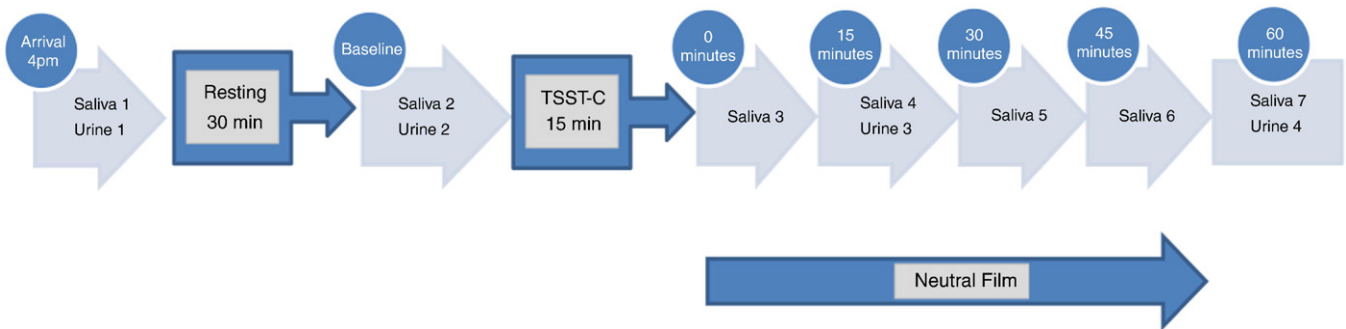 Arrival
4pm
Saliva 1
Urine 1
Resting
30 min
Baseline
Saliva 2
Urine 2
TSST-C
15 min
0
minutes
Saliva 3
15
minutes
Saliva 4
Urine 3
30
minutes
Saliva 5
45
minutes
Saliva 6
60
minutes
Saliva 7
Urine 4
Neutral Film